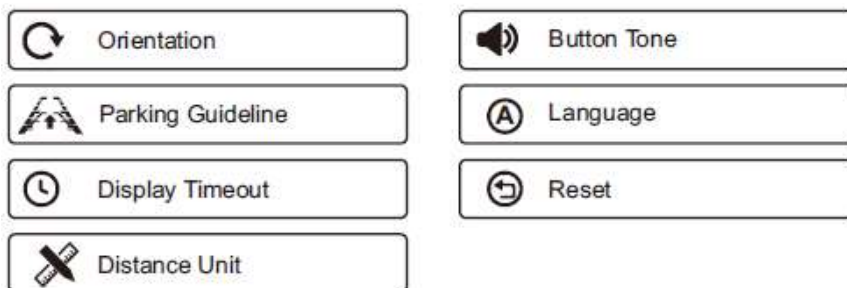 Orientation
Parking Guideline
Display Timeout
Distance Unit
Button Tone
A Language
Reset